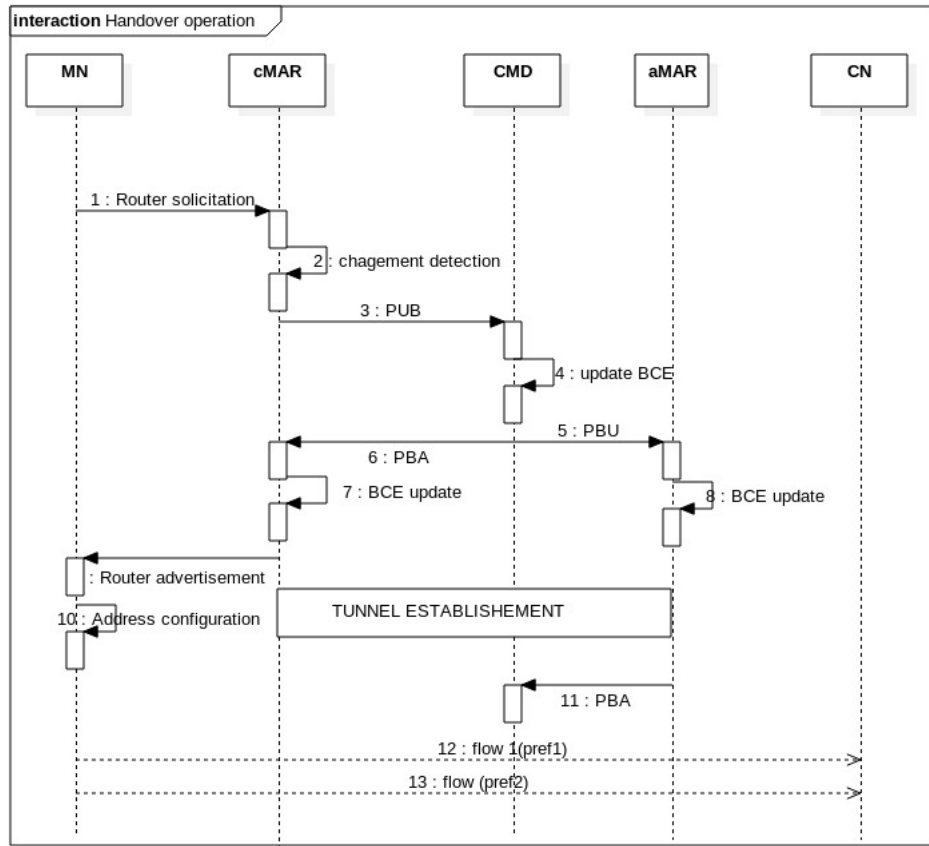 interaction Handover operation
MN
cMAR
CMD
aMAR
CN
1 : Router solicitation
2 : chagement detection
3 : PUB
4 : update BCE
5 : PBU
6 : PBA
7 : BCE update
8 : BCE update
: Router advertisement
TUNNEL ESTABLISHEMENT
10 : Address configuration
11 : PBA
12 : flow 1(pref1)
13 : flow (pref2)